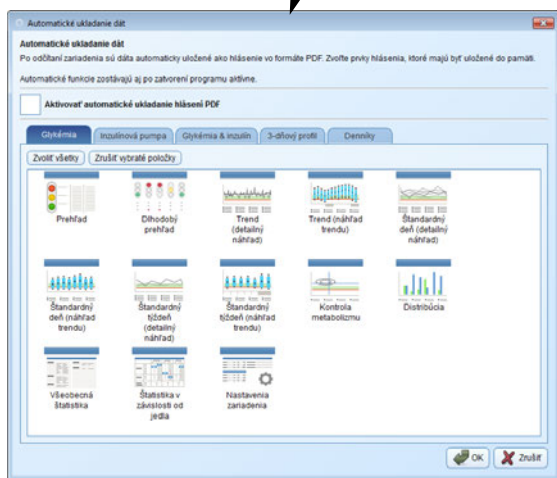 Automatické ukladanie dát
Automatické ukladanie dát
Po odčítaní zariadenia sú dáta automaticky uložené ako hlásenie vo formáte PDF. Zvoľte prvky hlásenia, ktoré majú byť uložené do pamäti.
Automatické funkcie zostávajú aj po zatvorení programu aktívne.
Aktivovať automatické ukladanie hlásení PDF
Glykémia Inzulínová pumpa Glykémia & inzulín 3-dňový profil Denníky
Zvoliť všetky Zrušiť vybraté položky
Prehľad Dlhodobý Trend Trend (náhľad Štandardný
prehľad (detailný trendu) deň (detailný
náhľad) náhľad)
Štandardný Štandardný Štandardný Kontrola Distribúcia
deň (náhľad týždeň týždeň (náhľad metabolizmu
trendu) (detailný trendu)
náhľad)
Všeobecná Štatistika v Nastavenia
štatistika závislosti od zariadenia
jedla
OK Zrušiť